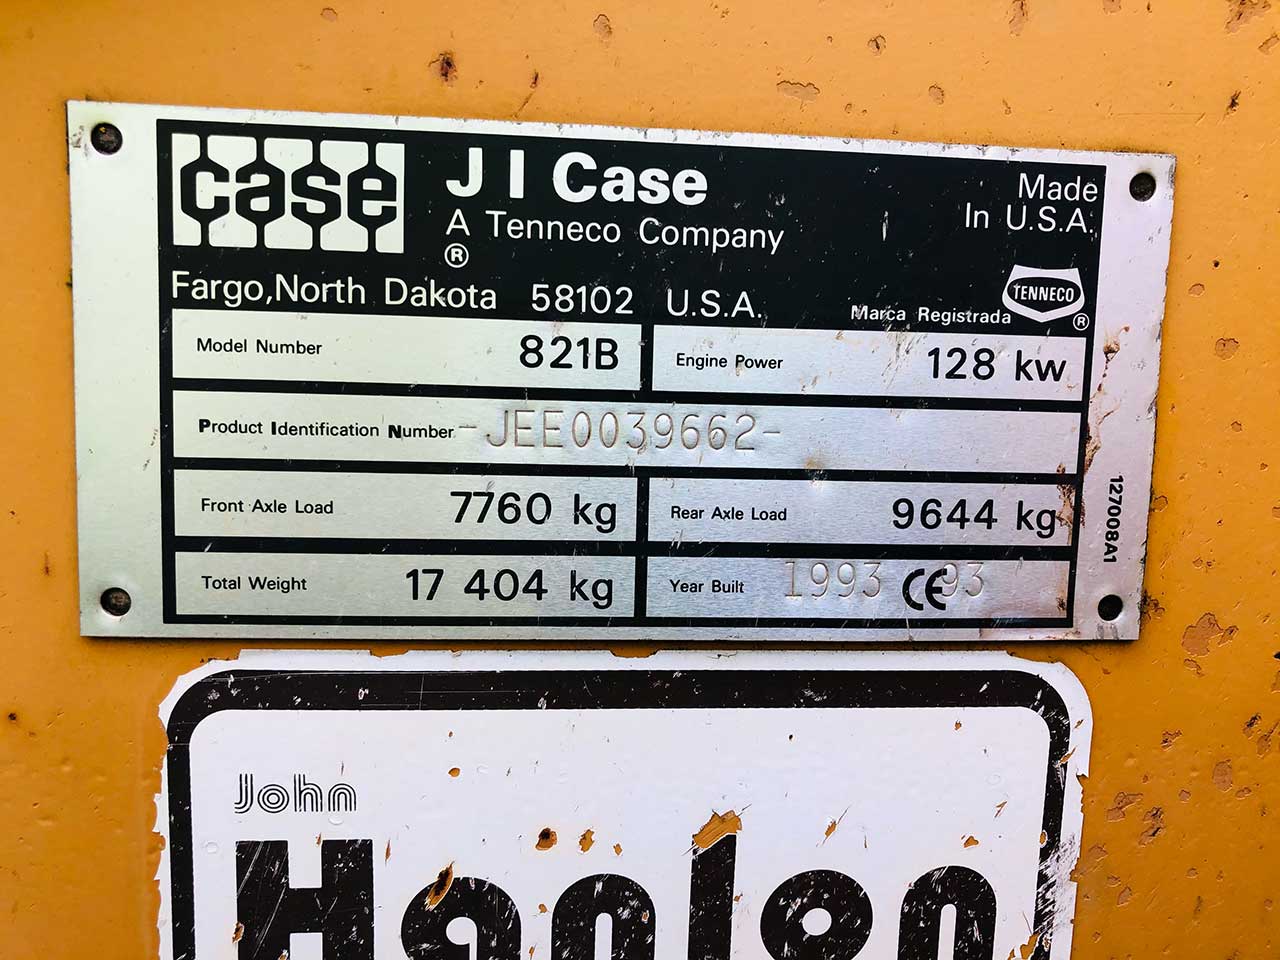 case J I Case Made
A Tenneco Company In U.S.A.
®
Fargo, North Dakota 58102 U.S.A. Marca Registrada TENNECO ®
Model Number 821B Engine Power 128 kw
Product Identification Number -JEE0039662-
Front Axle Load 7760 kg Rear Axle Load 9644 kg
Total Weight 17 404 kg Year Built 1993 CE 93
127008A1
John
Hanlon